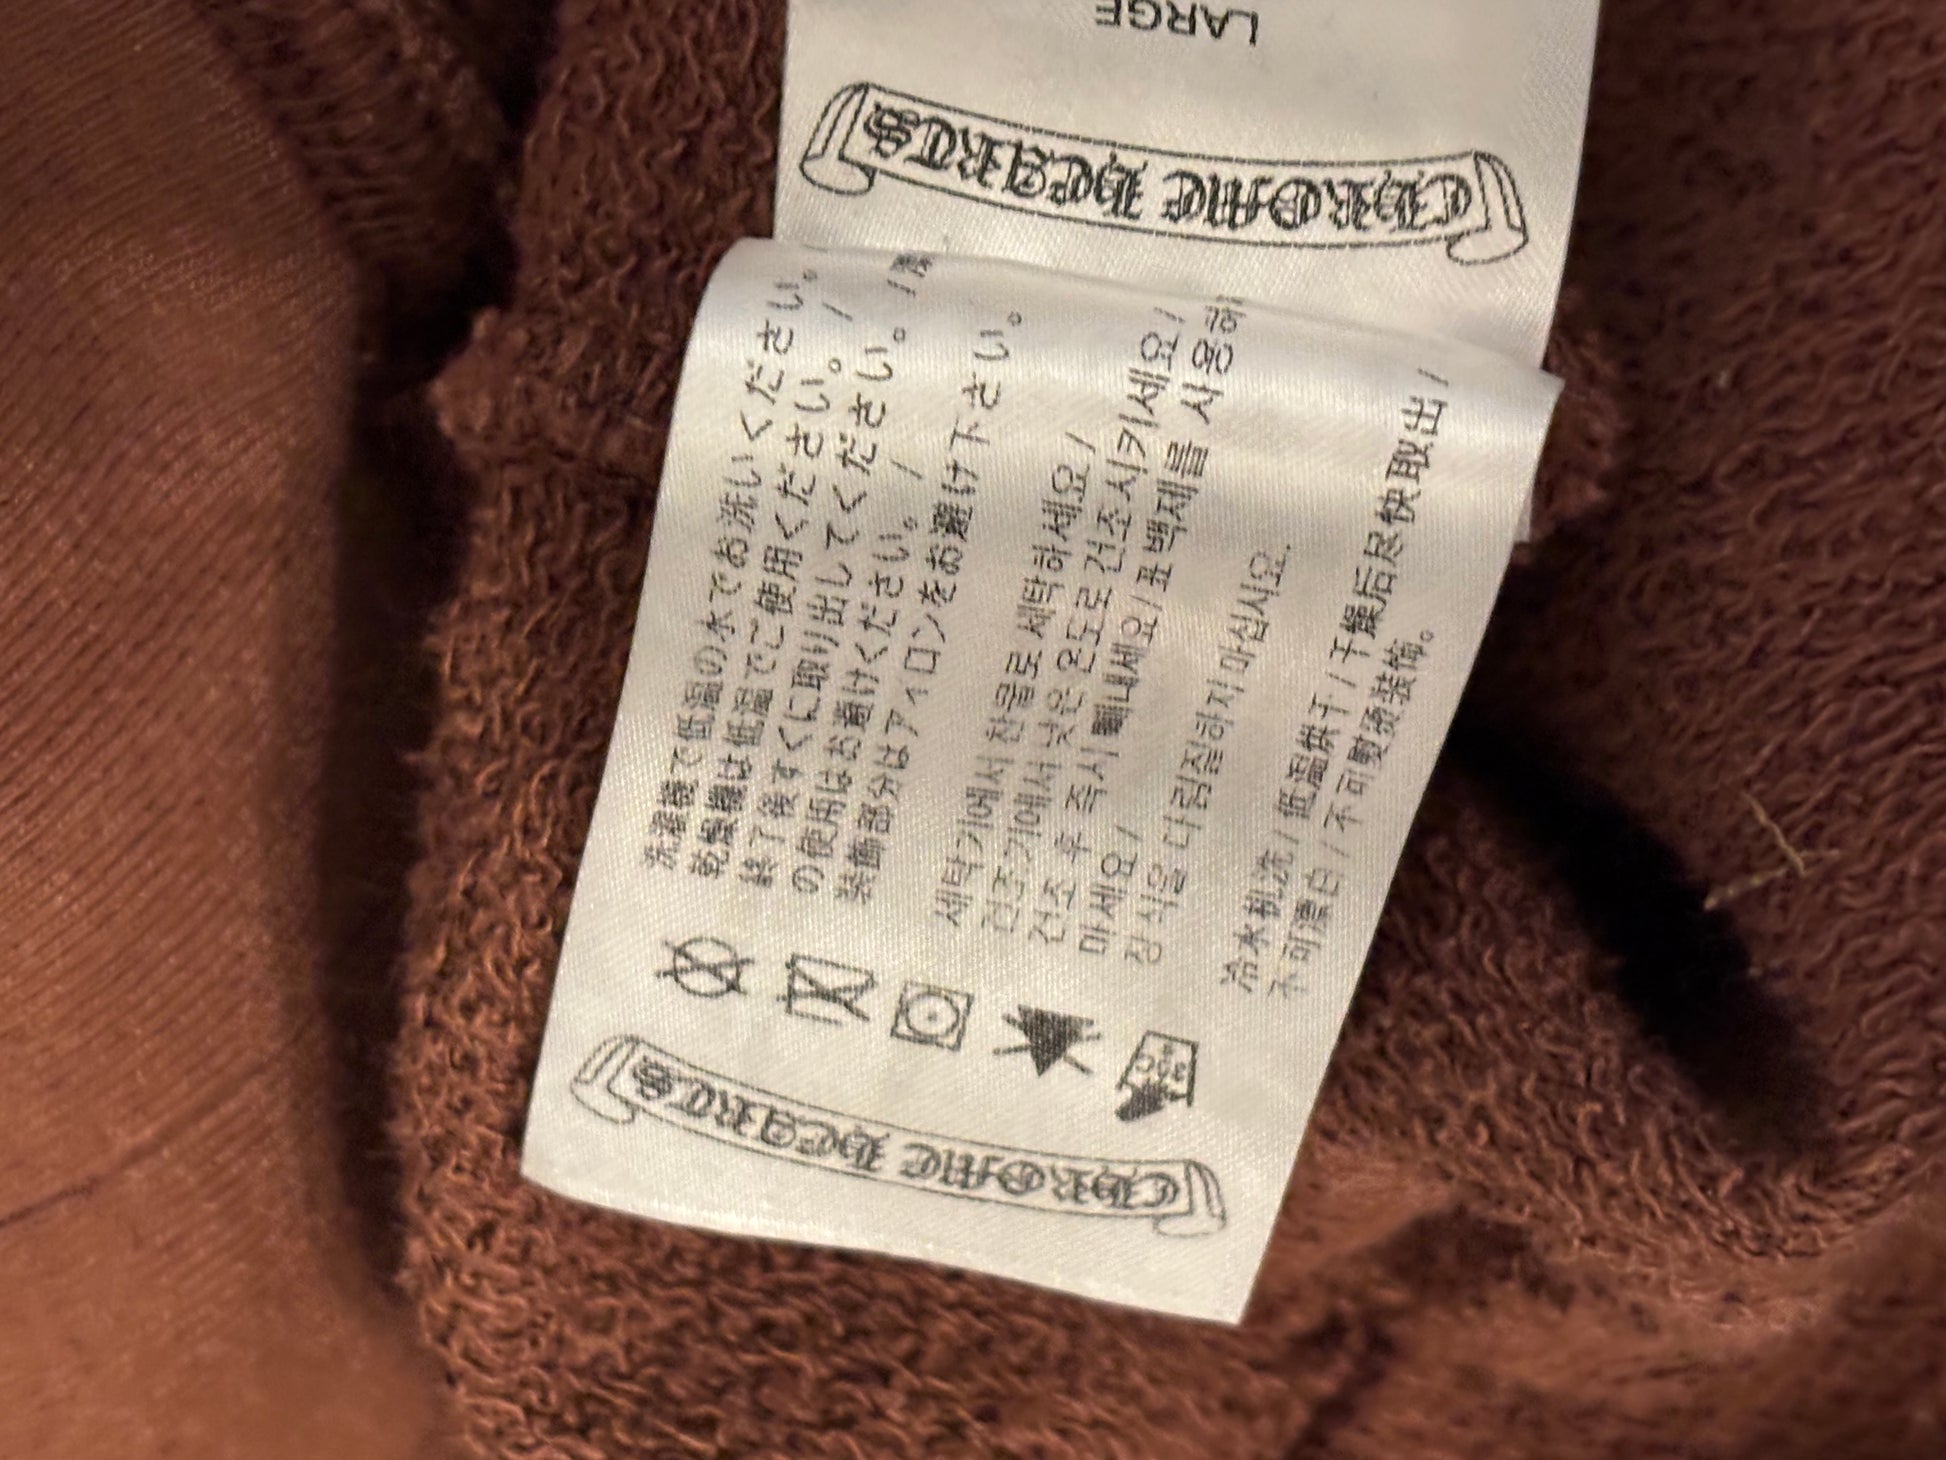 LARGE
CHROME HEARTS
洗濯機で低温の水でお洗いください。
乾燥機は低温でご使用ください。/
終了後すぐに取り出してください。/漂
の使用はお避けください。/
装飾部分はアイロンをお避け下さい。
세탁기에서 찬물로 세탁하세요/
건조기에서 낮은 온도로 건조시키세요/
건조 후 즉시 빼내세요/표백제를 사용하
마세요/
장식을 다림질하지 마십시오.
冷水机洗/低温烘干/干燥后尽快取出/
不可漂白/不可熨烫装饰。
CHROME HEARTS